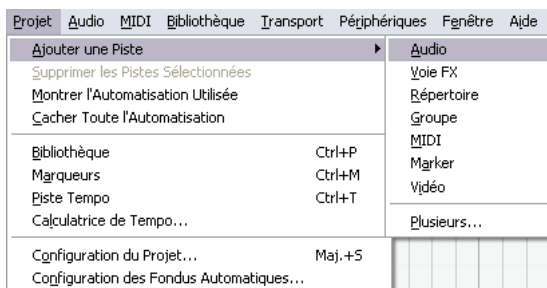 Projet Audio MIDI Bibliothèque Transport Périphériques Fenêtre Aide
Ajouter une Piste
Supprimer les Pistes Sélectionnées
Montrer l'Automatisation Utilisée
Cacher Toute l'Automatisation
Bibliothèque Ctrl+P
Marqueurs Ctrl+M
Piste Tempo Ctrl+T
Calculatrice de Tempo...
Configuration du Projet... Maj.+S
Configuration des Fondus Automatiques...
Audio
Voie FX
Répertoire
Groupe
MIDI
Marker
Vidéo
Plusieurs...